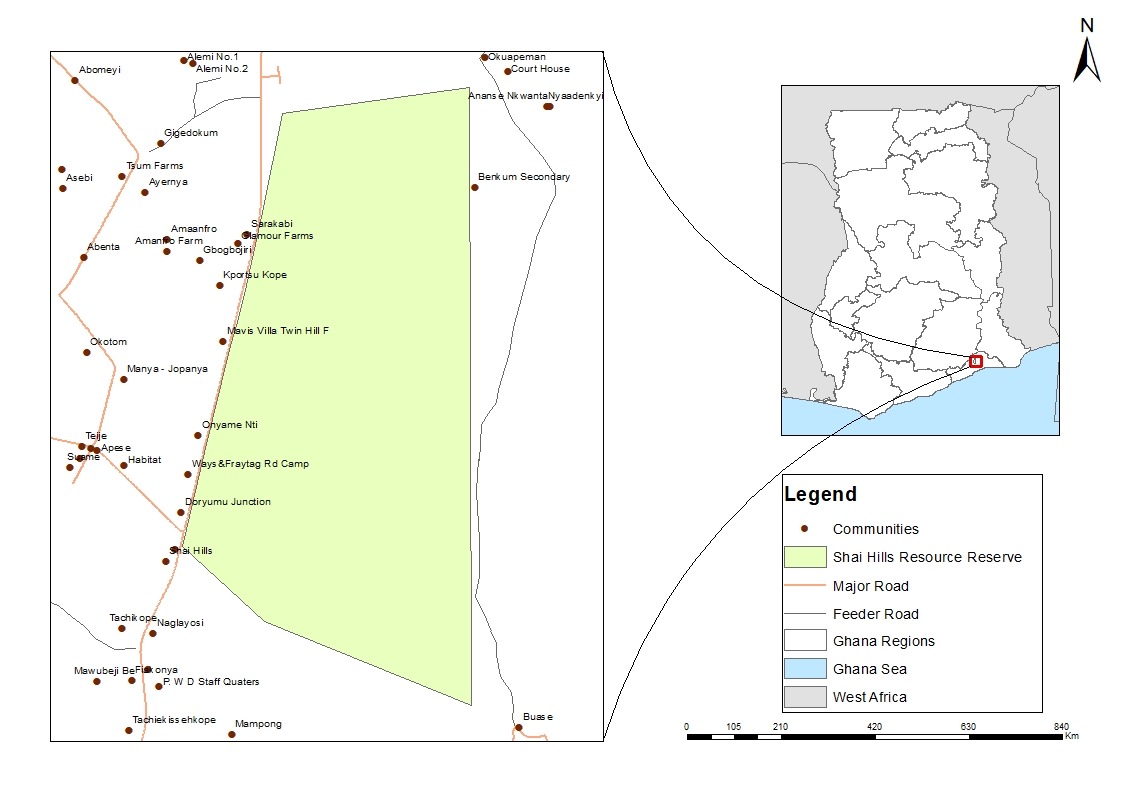 N
Alemi No.1
Okuapeman
Abomeyi
Alemi No.2
Court House
Ananse NkwantaNyaadenkyi
Gigedokum
Tsum Farms
Asebi
Ayernya
Benkum Secondary
Sarakabi
Amaanfro
Glamour Farms
Amanfro Farm
Abenta
Gbogbojiri
Kportsu Kope
Mavis Villa Twin Hill F
Okotom
Manya - Jopanya
Onyame Nti
Teije
Apese
Habitat
Ways&Fraytag Rd Camp
Doryumu Junction
Shai Hills
Tachikope
Naglayosi
Mawubeji Be
P. W D Staff Quaters
Tachiekissehkope
Mampong
Buase
Legend
Communities
Shai Hills Resource Reserve
Major Road
Feeder Road
Ghana Regions
Ghana Sea
West Africa
0 105 210 420 630 840
Km